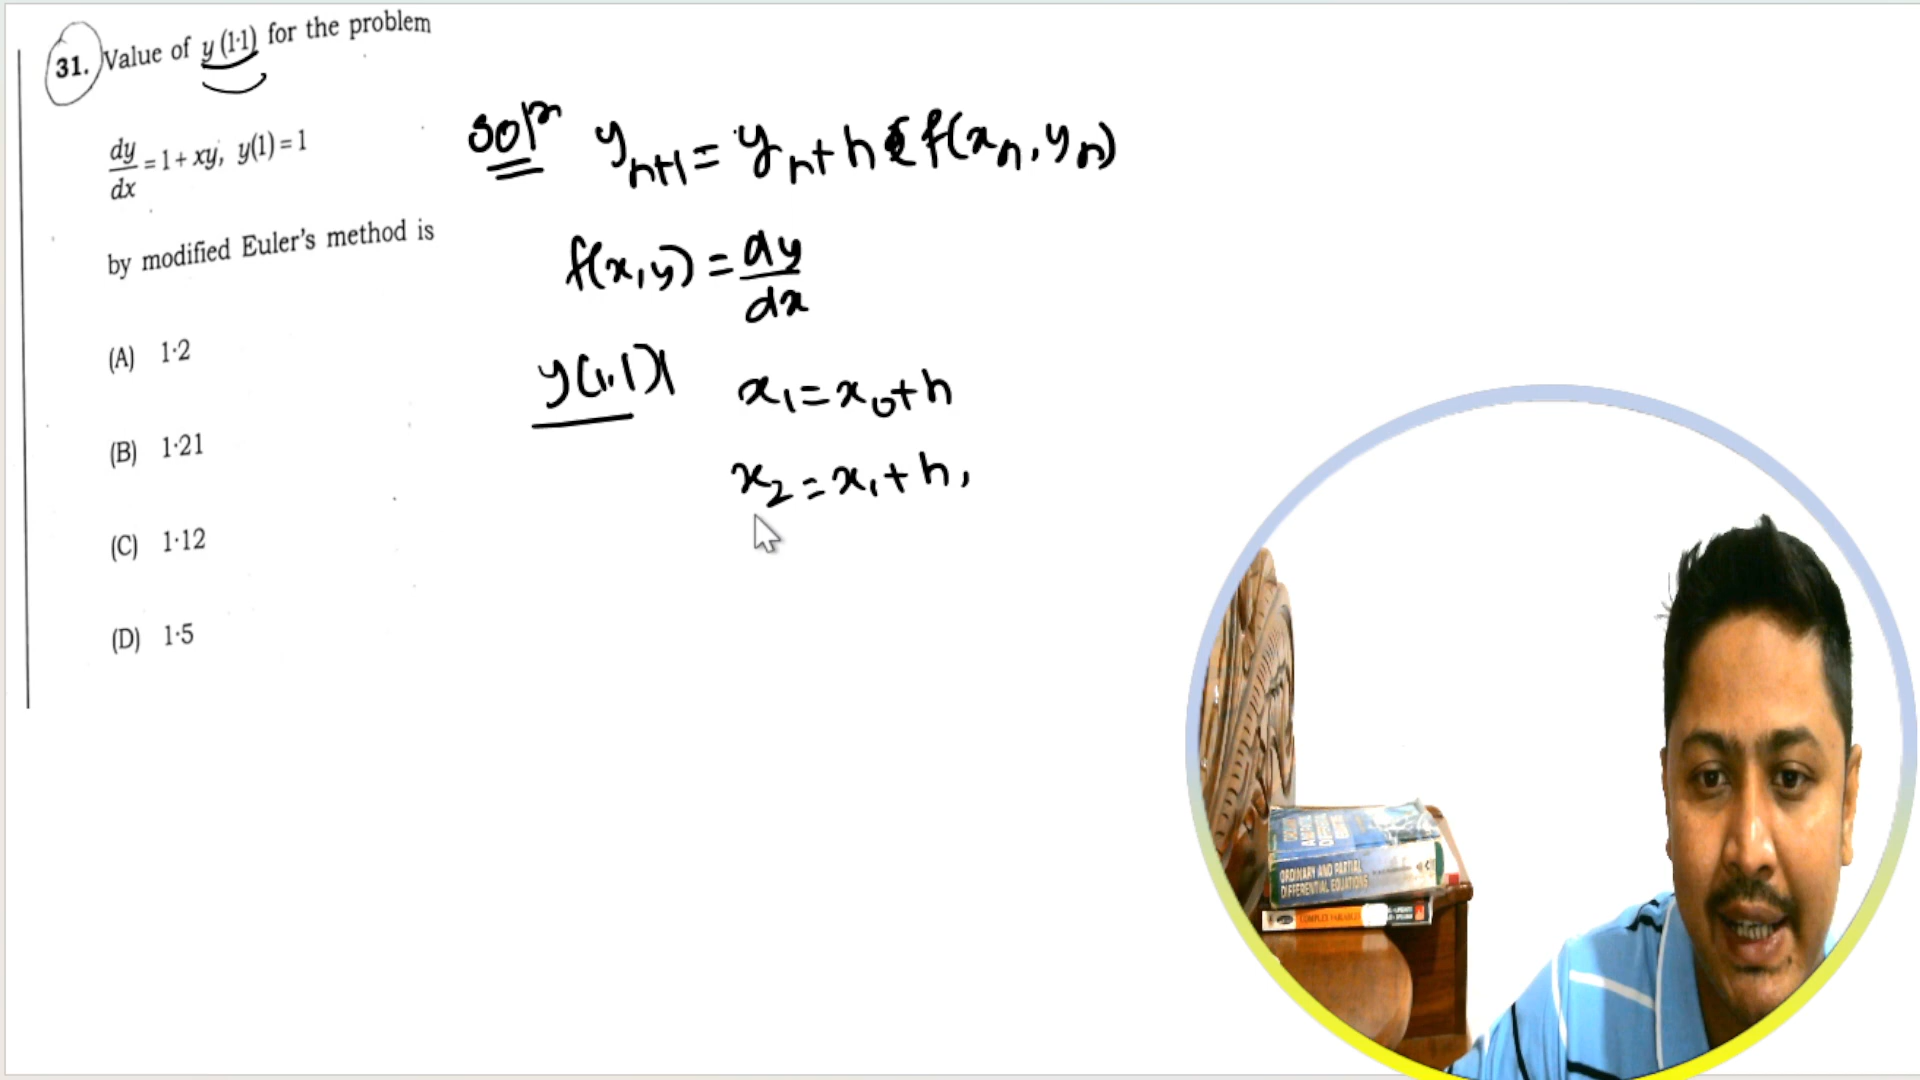 31. Value of y (1·1) for the problem
dy/dx = 1 + xy, y(1) = 1
by modified Euler's method is
(A) 1·2
(B) 1·21
(C) 1·12
(D) 1·5
Soln y_{n+1} = y_n + h f(x_n, y_n)
f(x, y) = dy/dx
y(1.1)
x_1 = x_0 + h
x_2 = x_1 + h,
ORDINARY AND PARTIAL
DIFFERENTIAL EQUATIONS
COMPLEX VARIABLES